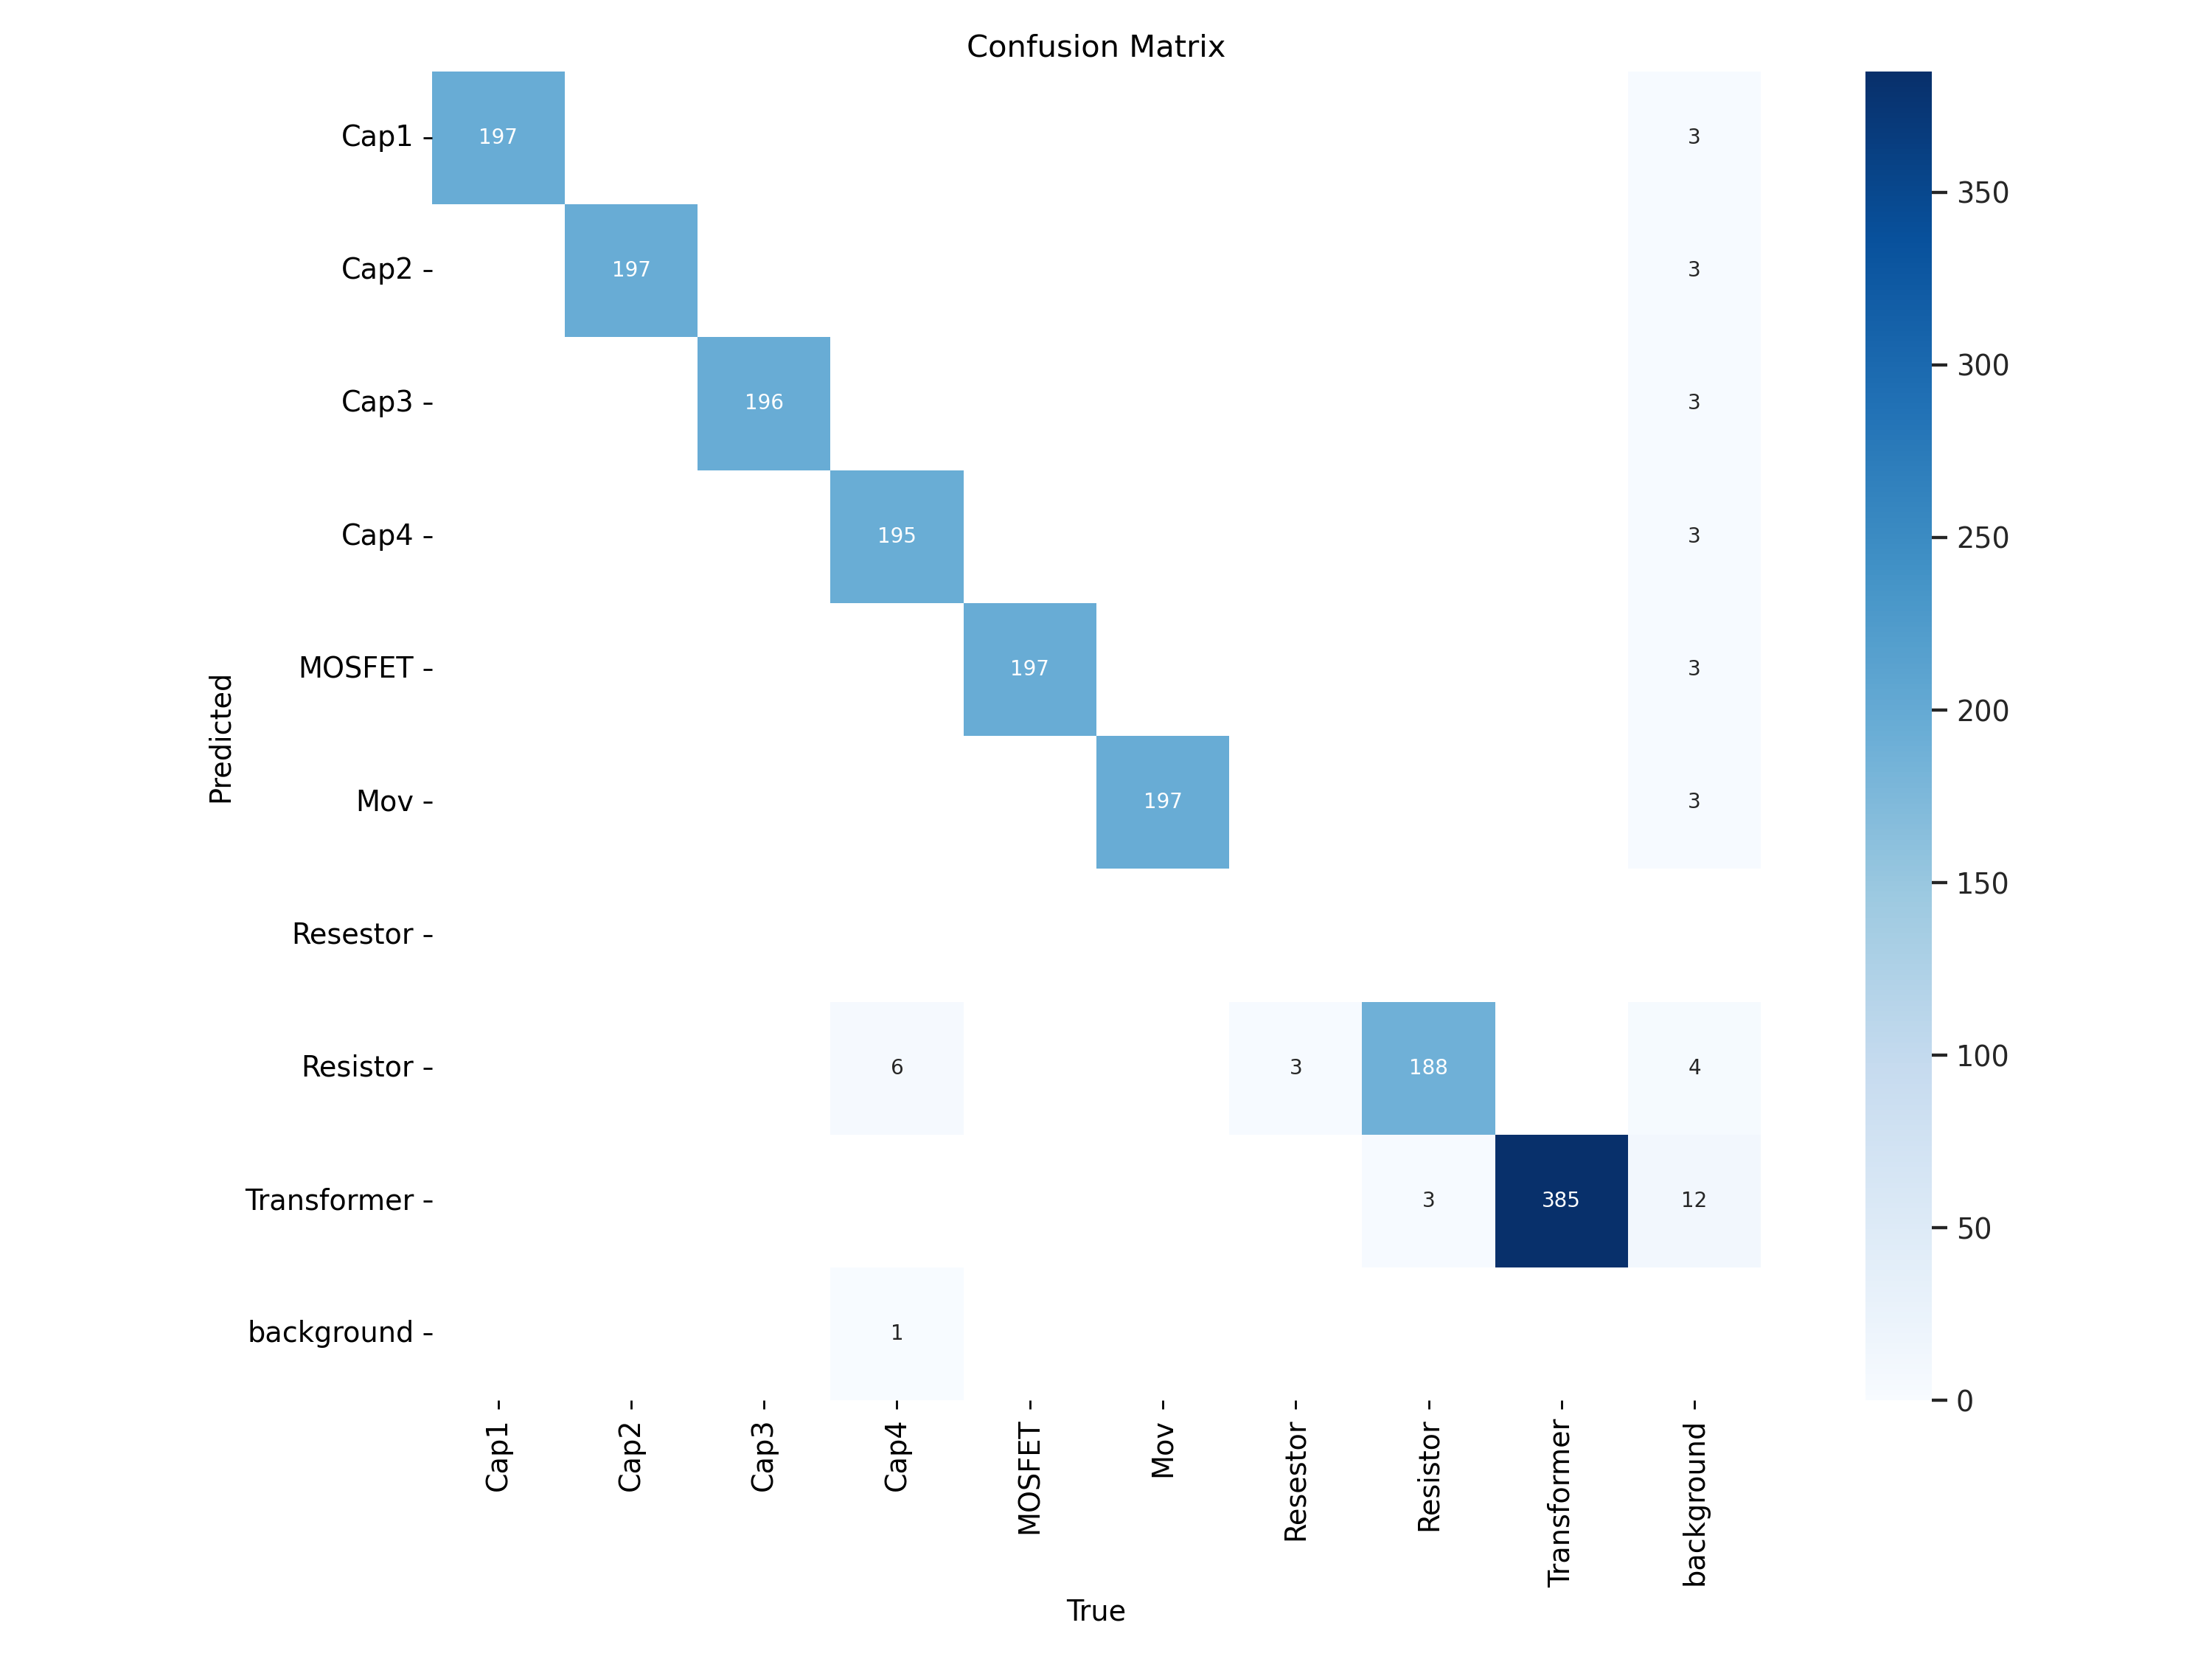 Confusion Matrix
Cap1 197 3
Cap2 197 3
Cap3 196 3
Cap4 195 3
MOSFET 197 3
Mov 197 3
Resestor
Resistor 6 3 188 4
Transformer 3 385 12
background 1
Predicted
Cap1 Cap2 Cap3 Cap4 MOSFET Mov Resestor Resistor Transformer background
True
350
300
250
200
150
100
50
0